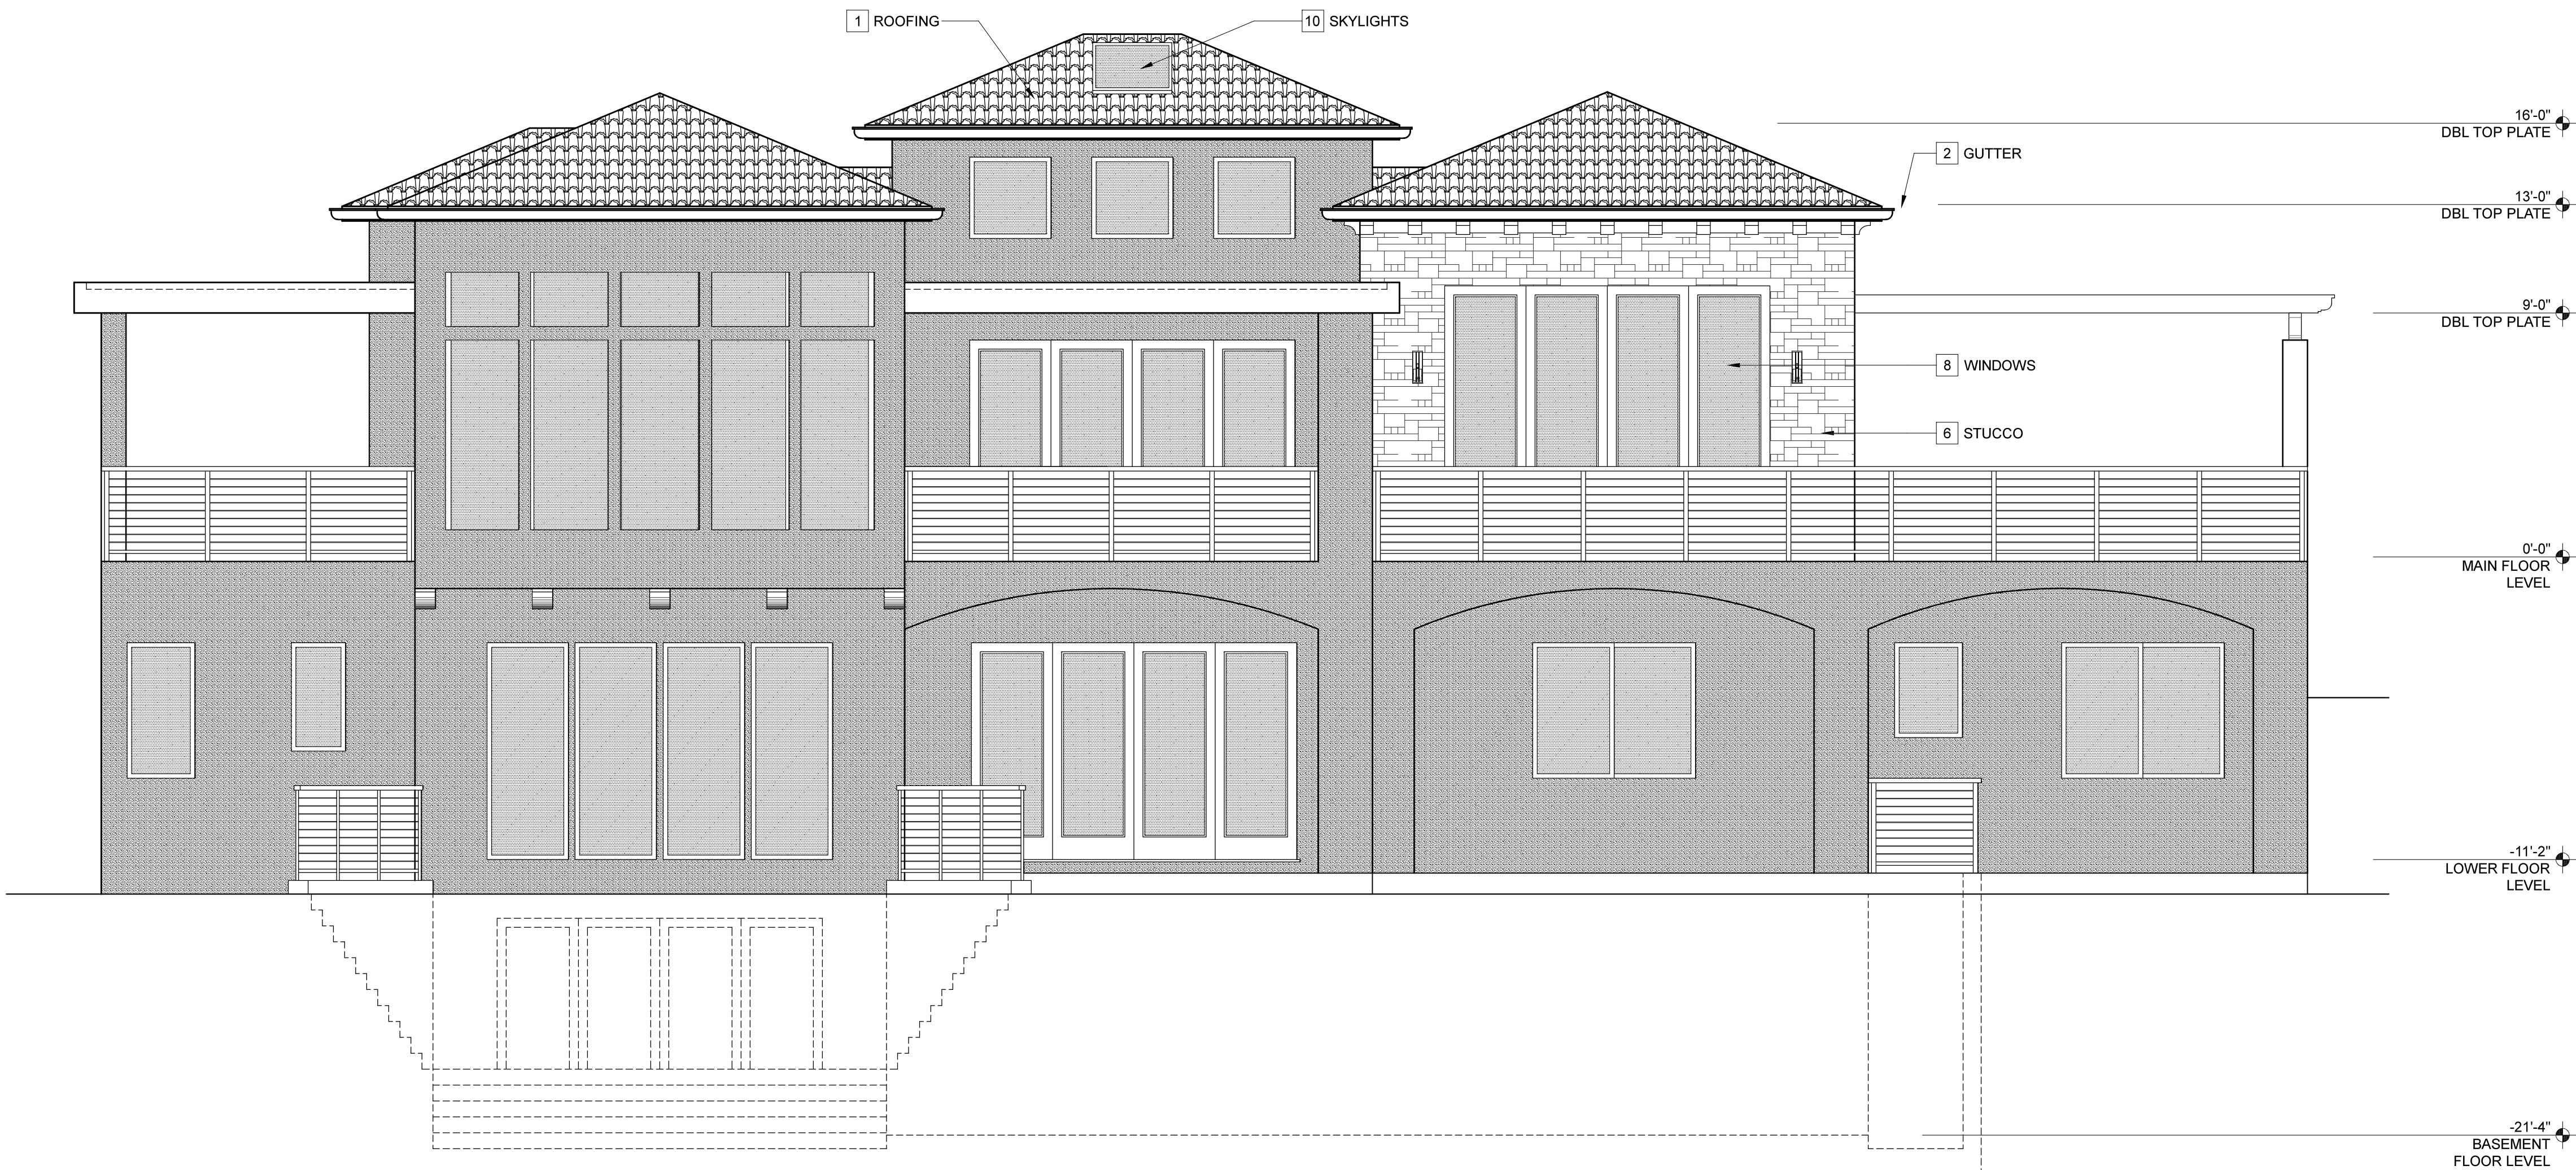 1 ROOFING
10 SKYLIGHTS
16'-0"
DBL TOP PLATE
2 GUTTER
13'-0"
DBL TOP PLATE
9'-0"
DBL TOP PLATE
8 WINDOWS
6 STUCCO
0'-0"
MAIN FLOOR
LEVEL
-11'-2"
LOWER FLOOR
LEVEL
-21'-4"
BASEMENT
FLOOR LEVEL